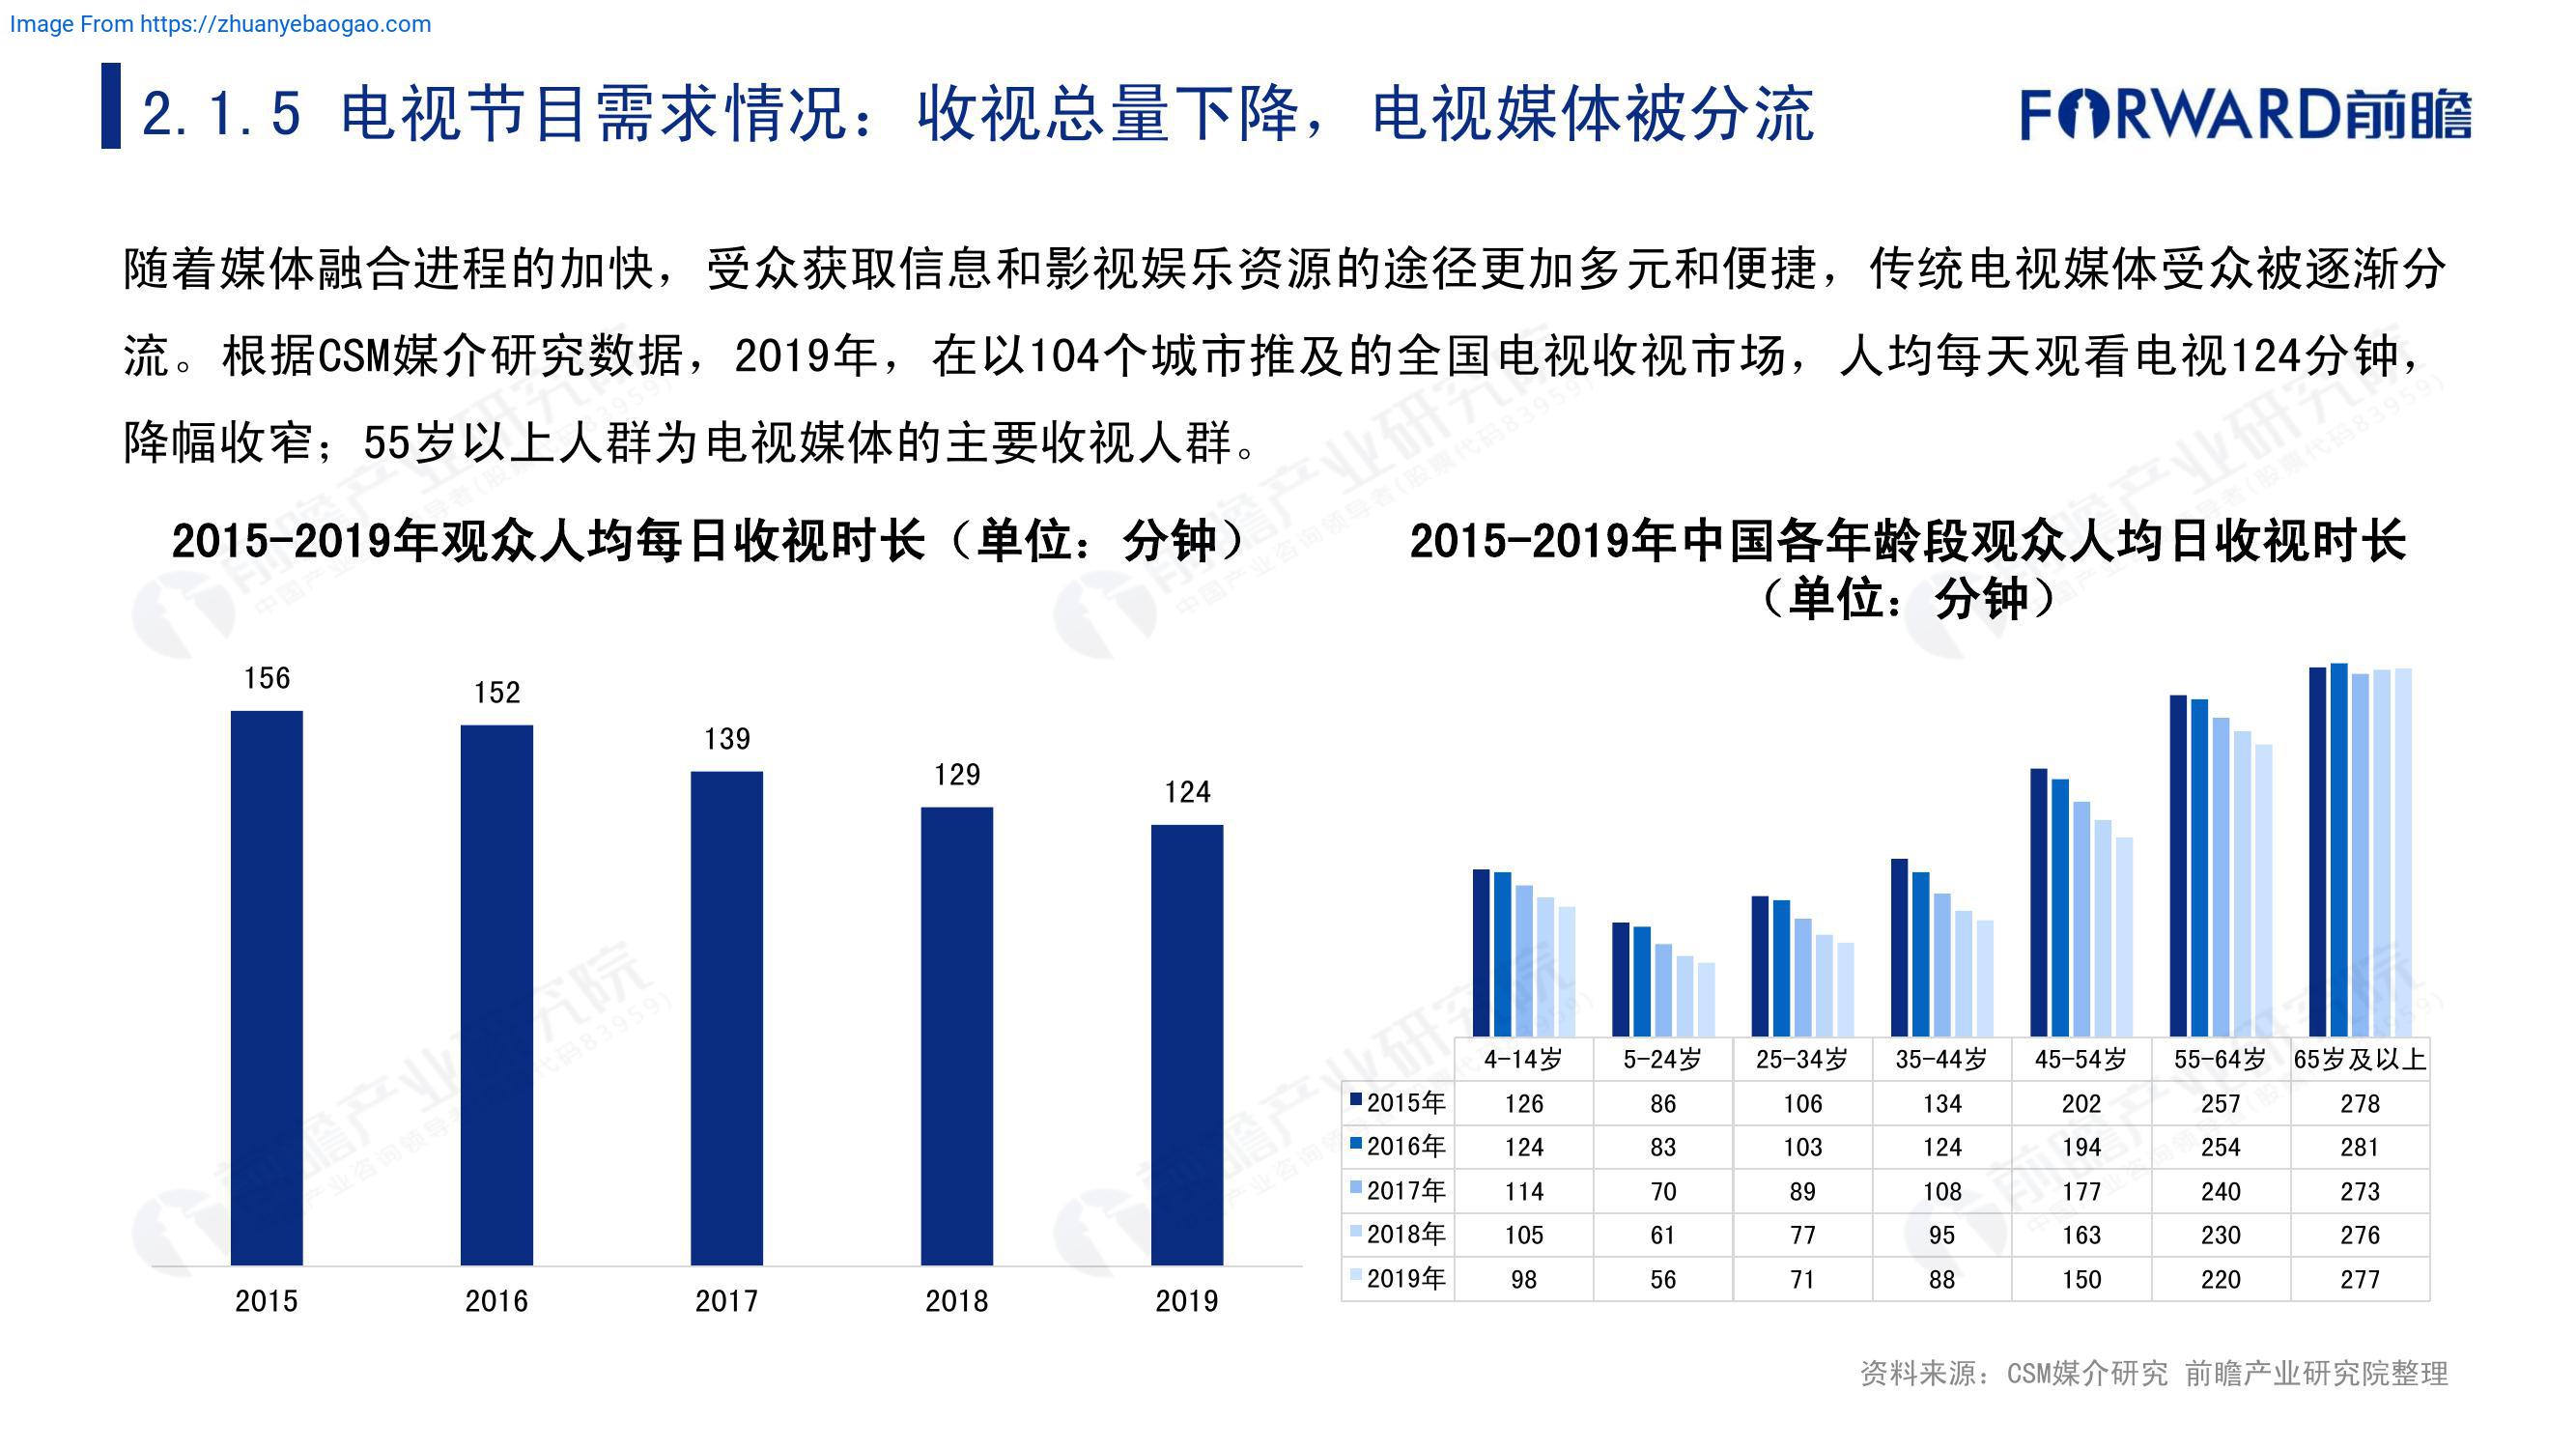 Image From https://zhuanyebaogao.com
2.1.5 电视节目需求情况：收视总量下降，电视媒体被分流
FORWARD前瞻
随着媒体融合进程的加快，受众获取信息和影视娱乐资源的途径更加多元和便捷，传统电视媒体受众被逐渐分
流。根据CSM媒介研究数据，2019年，在以104个城市推及的全国电视收视市场，人均每天观看电视124分钟，
降幅收窄；55岁以上人群为电视媒体的主要收视人群。
2015-2019年观众人均每日收视时长（单位：分钟）
156
152
139
129
124
2015 2016 2017 2018 2019
2015-2019年中国各年龄段观众人均日收视时长
（单位：分钟）
4-14岁 5-24岁 25-34岁 35-44岁 45-54岁 55-64岁 65岁及以上
2015年 126 86 106 134 202 257 278
2016年 124 83 103 124 194 254 281
2017年 114 70 89 108 177 240 273
2018年 105 61 77 95 163 230 276
2019年 98 56 71 88 150 220 277
资料来源：CSM媒介研究 前瞻产业研究院整理